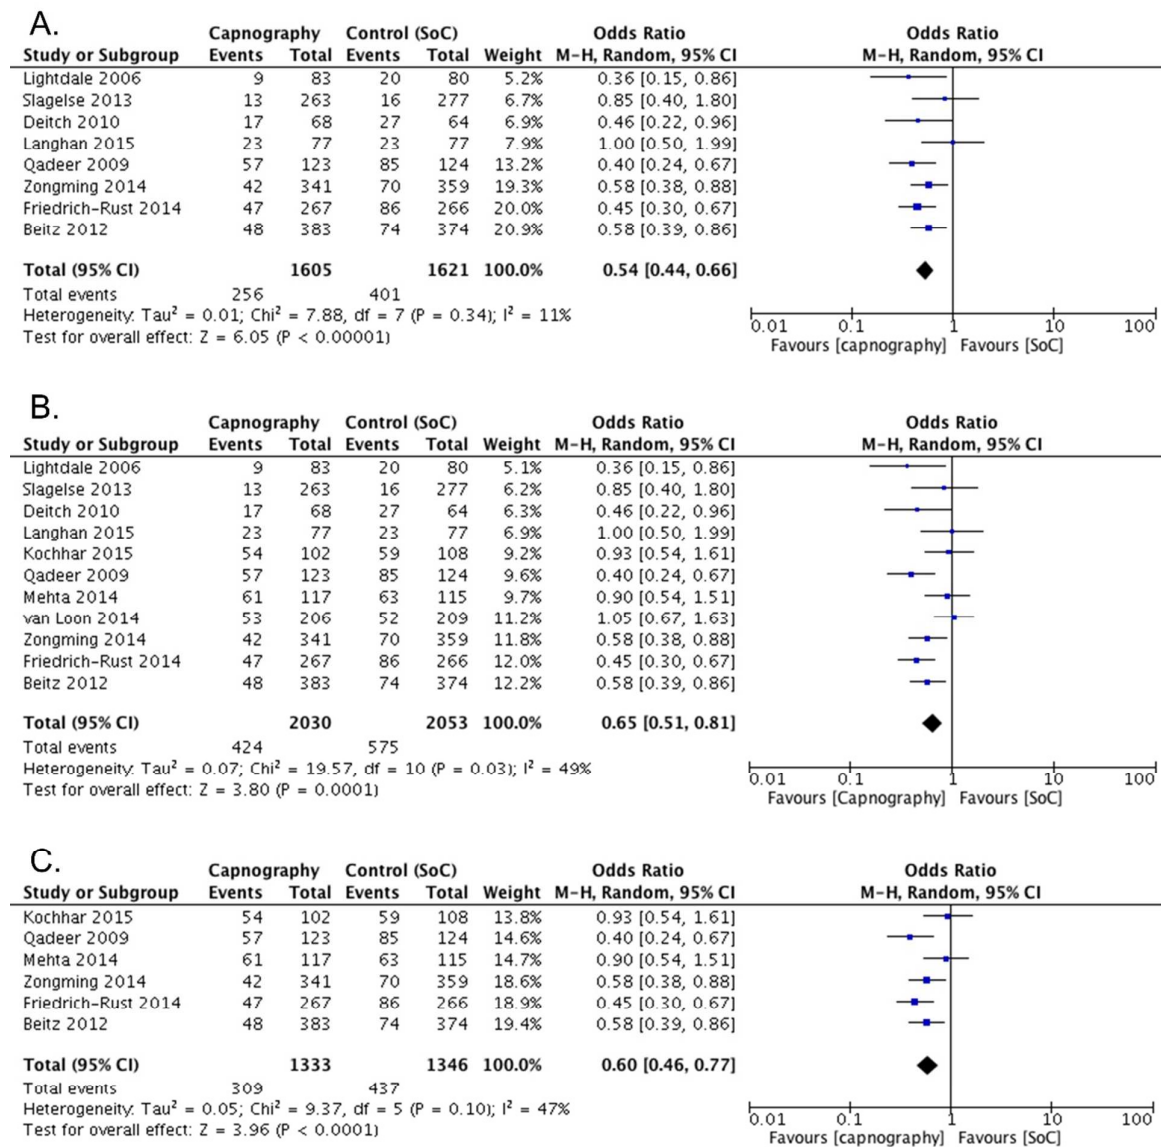 A.
Capnography Control (SoC) Odds Ratio Odds Ratio
Study or Subgroup Events Total Events Total Weight M-H, Random, 95% CI M-H, Random, 95% CI
Lightdale 2006 9 83 20 80 5.2% 0.36 [0.15, 0.86]
Slagelse 2013 13 263 16 277 6.7% 0.85 [0.40, 1.80]
Deitch 2010 17 68 27 64 6.9% 0.46 [0.22, 0.96]
Langhan 2015 23 77 23 77 7.9% 1.00 [0.50, 1.99]
Qadeer 2009 57 123 85 124 13.2% 0.40 [0.24, 0.67]
Zongming 2014 42 341 70 359 19.3% 0.58 [0.38, 0.88]
Friedrich-Rust 2014 47 267 86 266 20.0% 0.45 [0.30, 0.67]
Beitz 2012 48 383 74 374 20.9% 0.58 [0.39, 0.86]
Total (95% CI) 1605 1621 100.0% 0.54 [0.44, 0.66]
Total events 256 401
Heterogeneity: Tau² = 0.01; Chi² = 7.88, df = 7 (P = 0.34); I² = 11%
Test for overall effect: Z = 6.05 (P < 0.00001)
0.01 0.1 1 10 100
Favours [capnography] Favours [SoC]
B.
Capnography Control (SoC) Odds Ratio Odds Ratio
Study or Subgroup Events Total Events Total Weight M-H, Random, 95% CI M-H, Random, 95% CI
Lightdale 2006 9 83 20 80 5.1% 0.36 [0.15, 0.86]
Slagelse 2013 13 263 16 277 6.2% 0.85 [0.40, 1.80]
Deitch 2010 17 68 27 64 6.3% 0.46 [0.22, 0.96]
Langhan 2015 23 77 23 77 7.0% 1.00 [0.50, 1.99]
Kochhar 2015 54 102 59 108 9.2% 0.93 [0.54, 1.61]
Qadeer 2009 57 123 85 124 9.6% 0.40 [0.24, 0.67]
Mehta 2014 61 117 63 115 9.7% 0.90 [0.54, 1.51]
van Loon 2014 53 206 52 209 11.2% 1.05 [0.67, 1.63]
Zongming 2014 42 341 70 359 11.8% 0.58 [0.38, 0.88]
Friedrich-Rust 2014 47 267 86 266 12.0% 0.45 [0.30, 0.67]
Beitz 2012 48 383 74 374 12.2% 0.58 [0.39, 0.86]
Total (95% CI) 2030 2053 100.0% 0.65 [0.51, 0.81]
Total events 424 575
Heterogeneity: Tau² = 0.07; Chi² = 19.57, df = 10 (P = 0.03); I² = 49%
Test for overall effect: Z = 3.80 (P = 0.0001)
0.01 0.1 1 10 100
Favours [Capnography] Favours [SoC]
C.
Capnography Control (SoC) Odds Ratio Odds Ratio
Study or Subgroup Events Total Events Total Weight M-H, Random, 95% CI M-H, Random, 95% CI
Kochhar 2015 54 102 59 108 13.8% 0.93 [0.54, 1.61]
Qadeer 2009 57 123 85 124 14.6% 0.40 [0.24, 0.67]
Mehta 2014 61 117 63 115 14.7% 0.90 [0.54, 1.51]
Zongming 2014 42 341 70 359 18.6% 0.58 [0.38, 0.88]
Friedrich-Rust 2014 47 267 86 266 18.9% 0.45 [0.30, 0.67]
Beitz 2012 48 383 74 374 19.4% 0.58 [0.39, 0.86]
Total (95% CI) 1333 1346 100.0% 0.60 [0.46, 0.77]
Total events 309 437
Heterogeneity: Tau² = 0.05; Chi² = 9.37, df = 5 (P = 0.10); I² = 47%
Test for overall effect: Z = 3.96 (P < 0.0001)
0.01 0.1 1 10 100
Favours [capnography] Favours [SoC]